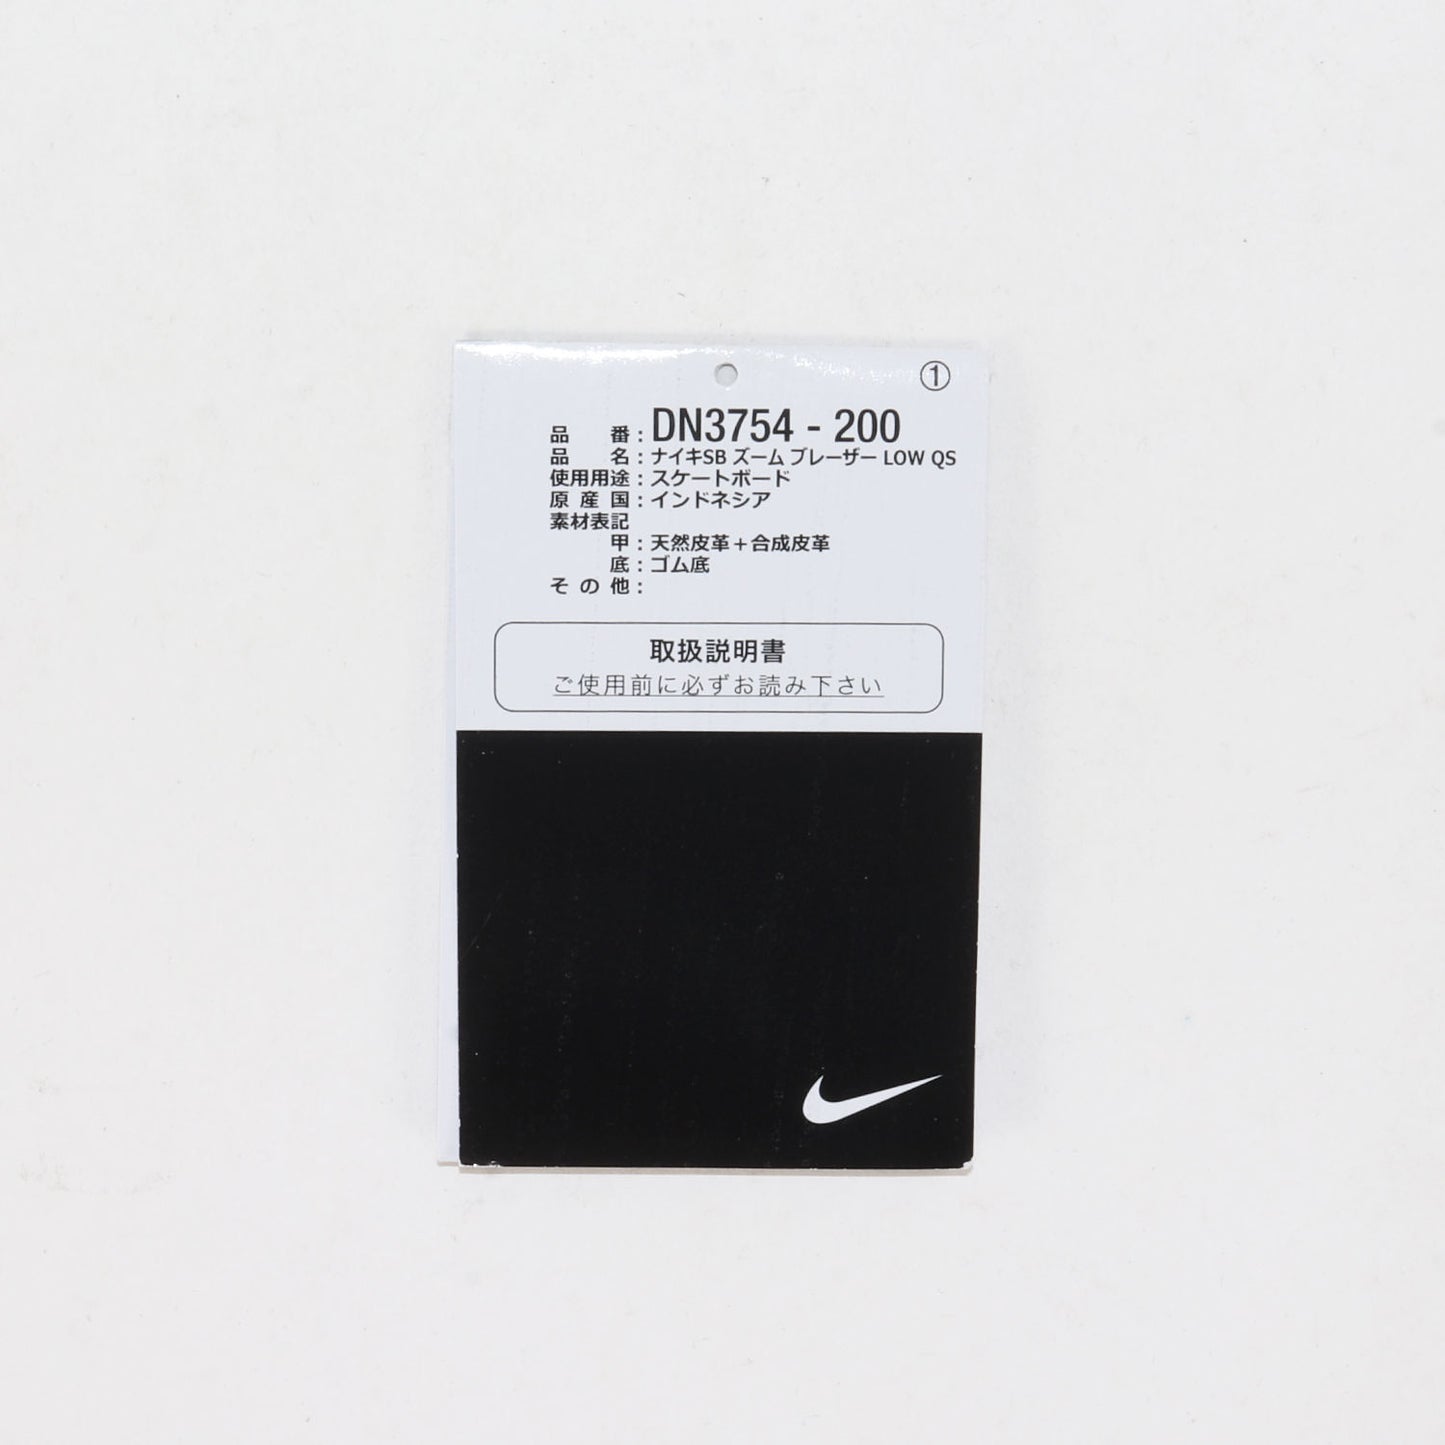 ①
品番：DN3754 - 200
品名：ナイキSB ズーム ブレーザー LOW QS
使用用途：スケートボード
原産国：インドネシア
素材表記
甲：天然皮革＋合成皮革
底：ゴム底
その他：
取扱説明書
ご使用前に必ずお読み下さい